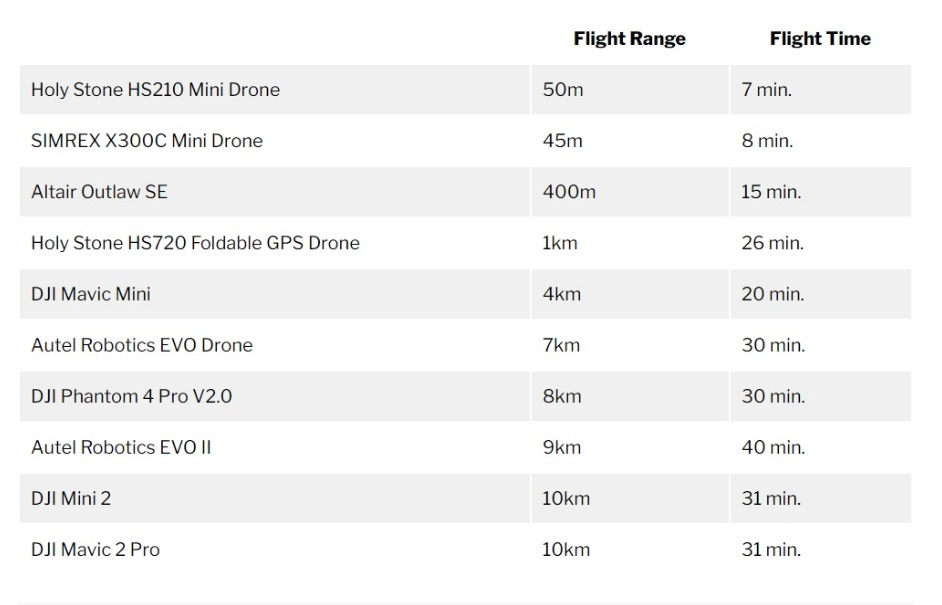 Flight Range Flight Time
Holy Stone HS210 Mini Drone 50m 7 min.
SIMREX X300C Mini Drone 45m 8 min.
Altair Outlaw SE 400m 15 min.
Holy Stone HS720 Foldable GPS Drone 1km 26 min.
DJI Mavic Mini 4km 20 min.
Autel Robotics EVO Drone 7km 30 min.
DJI Phantom 4 Pro V2.0 8km 30 min.
Autel Robotics EVO II 9km 40 min.
DJI Mini 2 10km 31 min.
DJI Mavic 2 Pro 10km 31 min.